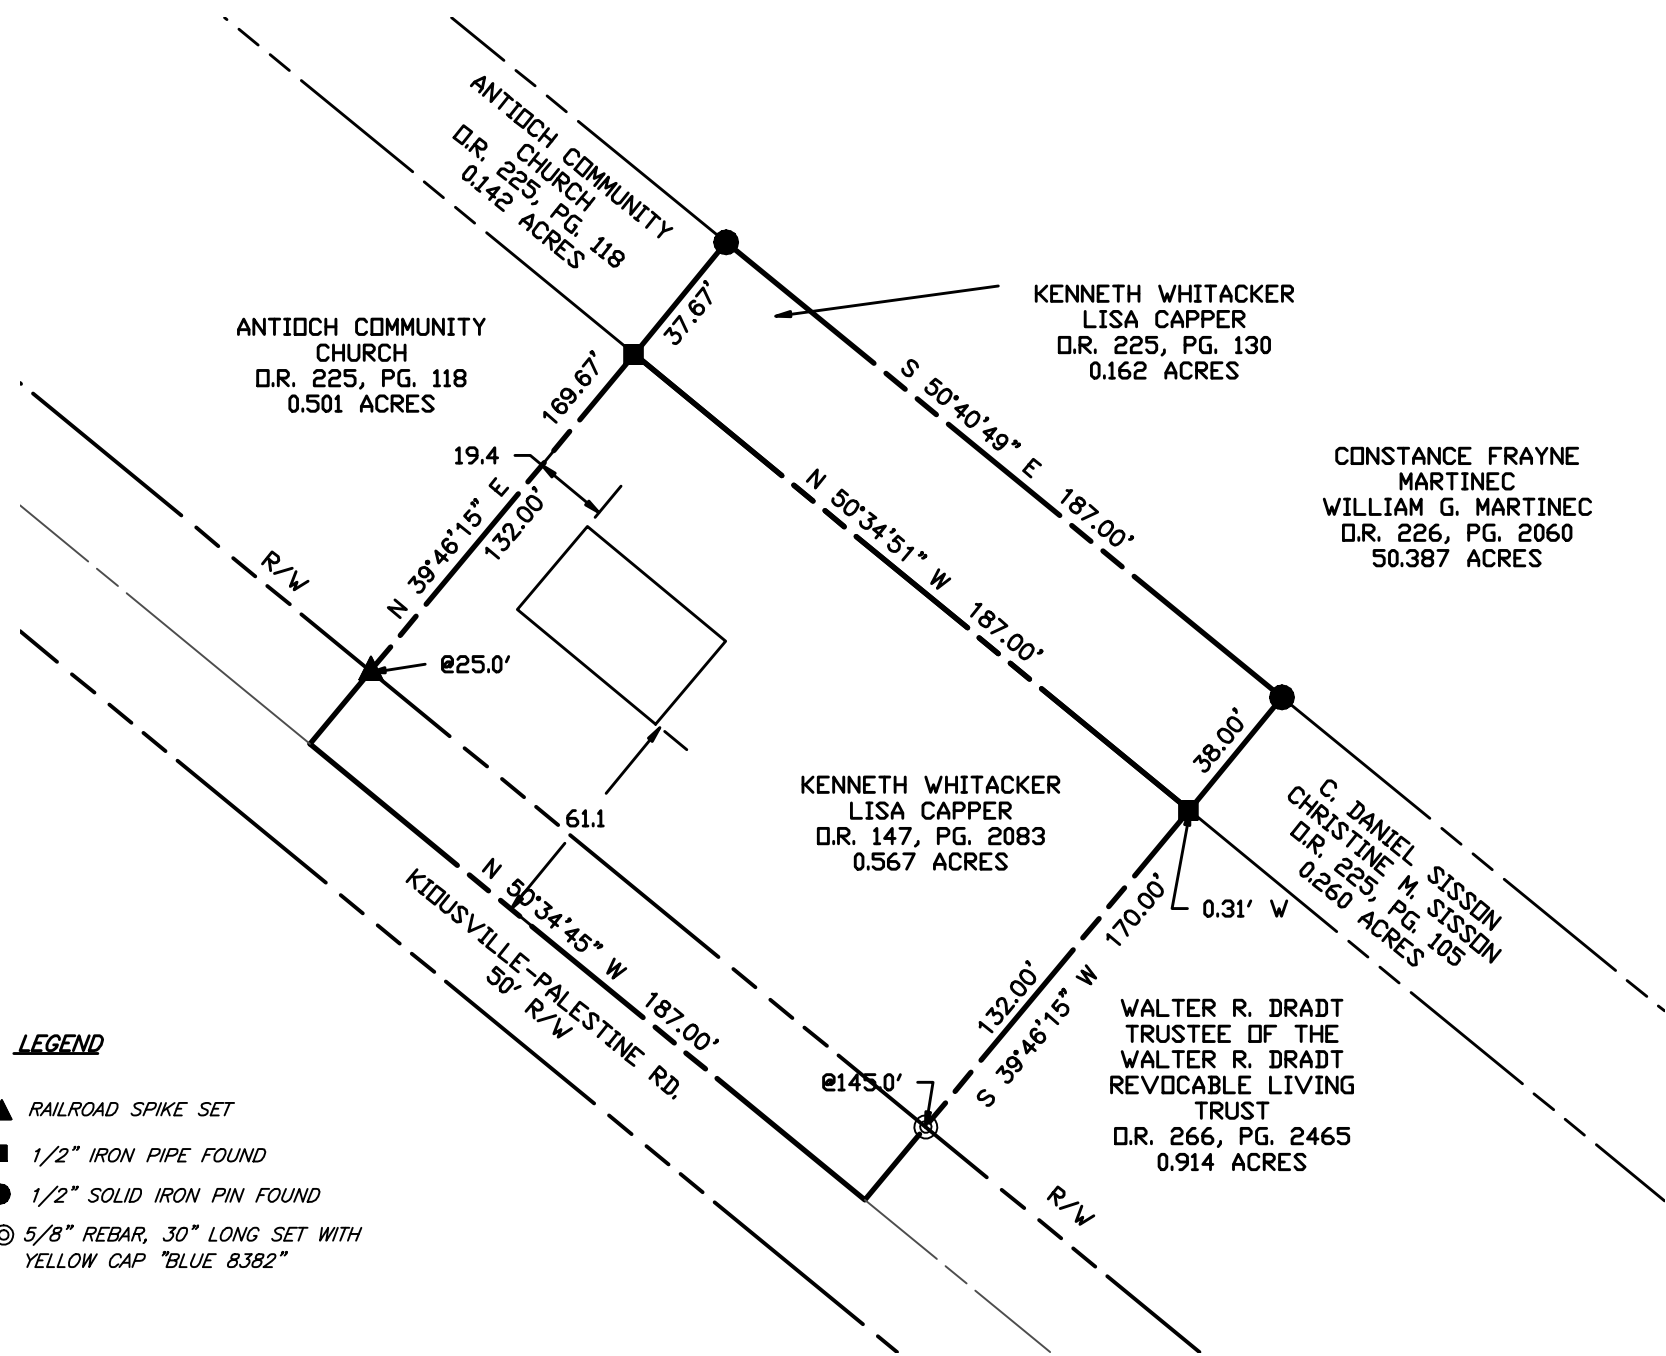 ANTIOCH COMMUNITY
CHURCH
O.R. 225, PG. 118
0.142 ACRES
ANTIOCH COMMUNITY
CHURCH
O.R. 225, PG. 118
0.501 ACRES
37.67'
KENNETH WHITACKER
LISA CAPPER
O.R. 225, PG. 130
0.162 ACRES
S 50°40'49" E 187.00'
CONSTANCE FRAYNE
MARTINEC
WILLIAM G. MARTINEC
O.R. 226, PG. 2060
50.387 ACRES
N 39°46'15" E 169.67'
132.00'
19.4
N 50°34'51" W 187.00'
R/W
@25.0'
61.1
KENNETH WHITACKER
LISA CAPPER
O.R. 147, PG. 2083
0.567 ACRES
38.00'
C. DANIEL SISSON
CHRISTINE M. SISSON
O.R. 225, PG. 105
0.260 ACRES
0.31' W
N 50°34'45" W 187.00'
KIOUSVILLE-PALESTINE RD.
50' R/W
132.00'
S 39°46'15" W 170.00'
@145.0'
WALTER R. DRADT
TRUSTEE OF THE
WALTER R. DRADT
REVOCABLE LIVING
TRUST
O.R. 266, PG. 2465
0.914 ACRES
R/W
LEGEND
RAILROAD SPIKE SET
1/2" IRON PIPE FOUND
1/2" SOLID IRON PIN FOUND
5/8" REBAR, 30" LONG SET WITH
YELLOW CAP "BLUE 8382"